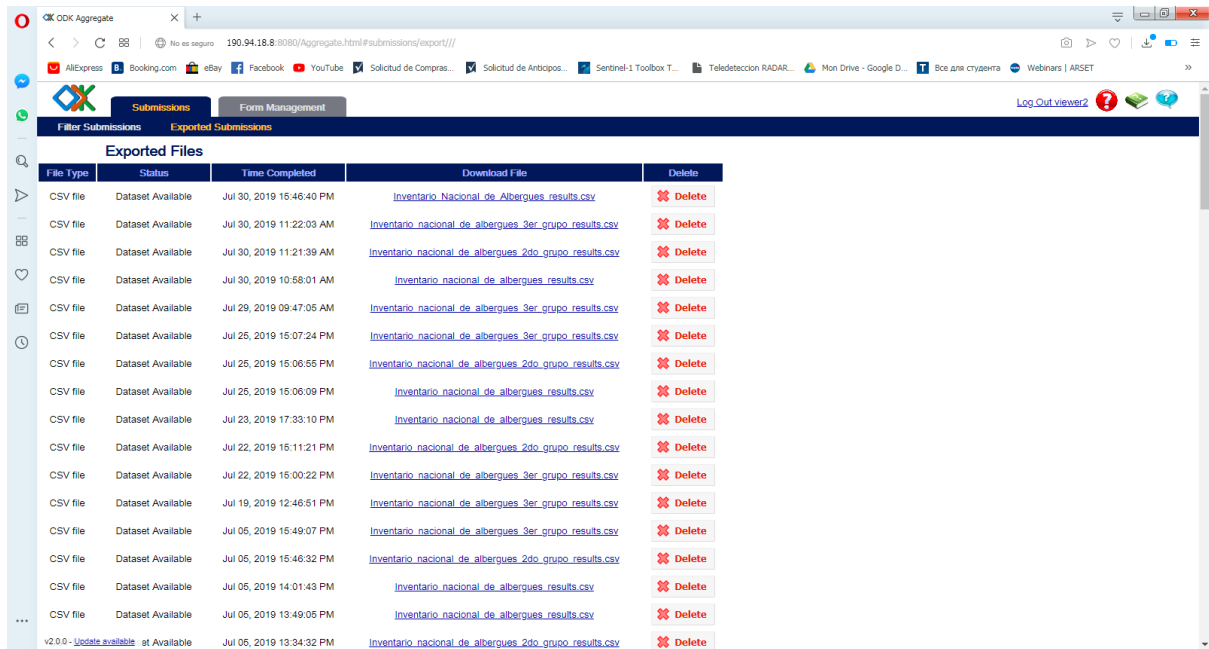 ODK Aggregate
No es seguro 190.94.18.8:8080/Aggregate.html#submissions/export///
AliExpress Booking.com eBay Facebook YouTube Solicitud de Compras... Solicitud de Anticipos... Sentinel-1 Toolbox T... Teledeteccion RADAR... Mon Drive - Google D... Все для студента Webinars | ARSET
Submissions Form Management Log Out viewer2
Filter Submissions Exported Submissions
Exported Files
File Type Status Time Completed Download File Delete
CSV file Dataset Available Jul 30, 2019 15:46:40 PM Inventario_Nacional_de_Albergues_results.csv Delete
CSV file Dataset Available Jul 30, 2019 11:22:03 AM Inventario_nacional_de_albergues_3er_grupo_results.csv Delete
CSV file Dataset Available Jul 30, 2019 11:21:39 AM Inventario_nacional_de_albergues_2do_grupo_results.csv Delete
CSV file Dataset Available Jul 30, 2019 10:58:01 AM Inventario_nacional_de_albergues_results.csv Delete
CSV file Dataset Available Jul 29, 2019 09:47:05 AM Inventario_nacional_de_albergues_3er_grupo_results.csv Delete
CSV file Dataset Available Jul 25, 2019 15:07:24 PM Inventario_nacional_de_albergues_3er_grupo_results.csv Delete
CSV file Dataset Available Jul 25, 2019 15:06:55 PM Inventario_nacional_de_albergues_2do_grupo_results.csv Delete
CSV file Dataset Available Jul 25, 2019 15:06:09 PM Inventario_nacional_de_albergues_results.csv Delete
CSV file Dataset Available Jul 23, 2019 17:33:10 PM Inventario_nacional_de_albergues_results.csv Delete
CSV file Dataset Available Jul 22, 2019 15:11:21 PM Inventario_nacional_de_albergues_2do_grupo_results.csv Delete
CSV file Dataset Available Jul 22, 2019 15:00:22 PM Inventario_nacional_de_albergues_3er_grupo_results.csv Delete
CSV file Dataset Available Jul 19, 2019 12:46:51 PM Inventario_nacional_de_albergues_3er_grupo_results.csv Delete
CSV file Dataset Available Jul 05, 2019 15:49:07 PM Inventario_nacional_de_albergues_3er_grupo_results.csv Delete
CSV file Dataset Available Jul 05, 2019 15:46:32 PM Inventario_nacional_de_albergues_2do_grupo_results.csv Delete
CSV file Dataset Available Jul 05, 2019 14:01:43 PM Inventario_nacional_de_albergues_results.csv Delete
CSV file Dataset Available Jul 05, 2019 13:49:05 PM Inventario_nacional_de_albergues_results.csv Delete
v2.0.0 - Update available et Available Jul 05, 2019 13:34:32 PM Inventario_nacional_de_albergues_2do_grupo_results.csv Delete